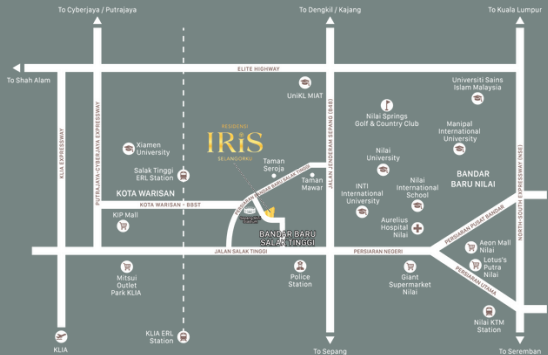 To Cyberjaya / Putrajaya
To Dengkil / Kajang
To Kuala Lumpur
ELITE HIGHWAY
To Shah Alam
UniKL MIAT
Universiti Sains
Islam Malaysia
KLIA EXPRESSWAY
PUTRAJAYA-CYBERJAYA EXPRESSWAY
JALAN JENDERAM SEPANG (B48)
NORTH-SOUTH EXPRESSWAY (NSE)
Nilai Springs
Golf & Country Club
Manipal
International
University
RESIDENSI
IRiS
SELANGORKU
Xiamen
University
Salak Tinggi
ERL Station
Taman
Seroja
Taman
Mawar
Nilai
University
BANDAR
BARU NILAI
KOTA WARISAN
KOTA WARISAN - BBST
INTI
International
University
Nilai
International
School
KIP Mall
Aurelius
Hospital
Nilai
PERSIARAN PUSAT BANDAR
BANDAR BARU
SALAK TINGGI
JALAN SALAK TINGGI
PERSIARAN NEGERI
Aeon Mall
Nilai
Lotus's
Putra
Nilai
PERSIARAN UTAMA
Mitsui
Outlet
Park KLIA
Police
Station
Giant
Supermarket
Nilai
Nilai KTM
Station
KLIA
KLIA ERL
Station
To Sepang
To Seremban